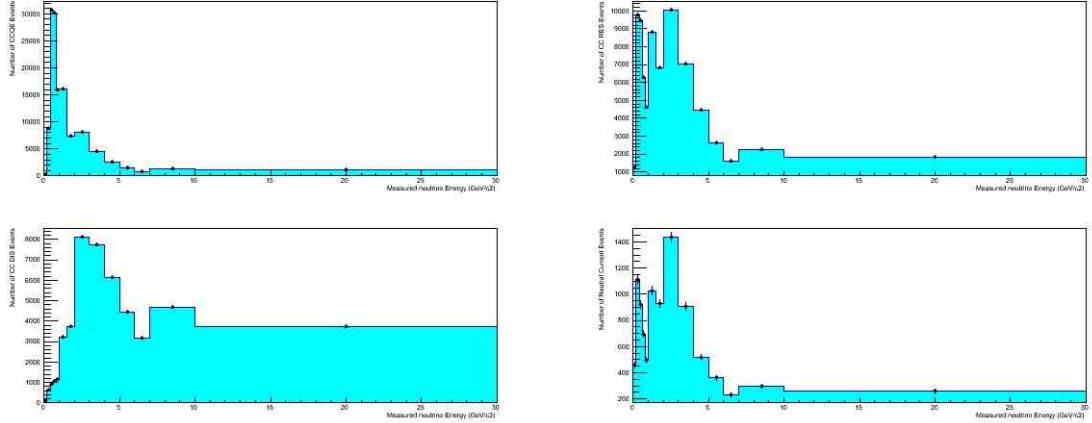 Number of CCQE Events
30000
25000
20000
15000
10000
5000
0
0 5 10 15 20 25 30
Measured neutrino Energy (GeV/c2)
Number of CC RES Events
10000
9000
8000
7000
6000
5000
4000
3000
2000
1000
0 5 10 15 20 25 30
Measured neutrino Energy (GeV/c2)
Number of CC DIS Events
8000
7000
6000
5000
4000
3000
2000
1000
0
0 5 10 15 20 25 30
Measured neutrino Energy (GeV/c2)
Number of Neutral Current Events
1400
1200
1000
800
600
400
200
0 5 10 15 20 25 30
Measured neutrino Energy (GeV/c2)